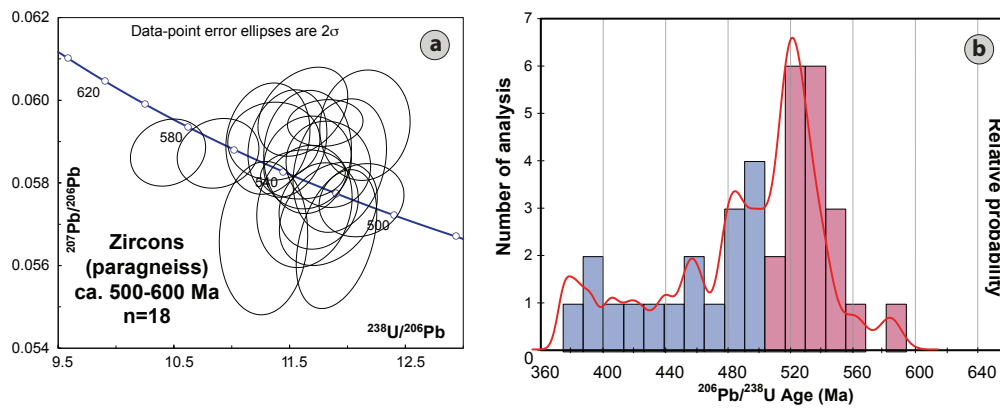 0.062
0.060
0.058
0.056
0.054
207Pb/206Pb
Data-point error ellipses are 2σ
a
620
580
540
500
Zircons
(paragneiss)
ca. 500-600 Ma
n=18
238U/206Pb
9.5
10.5
11.5
12.5
b
7
6
5
4
3
2
1
0
Number of analysis
Relative probability
360
400
440
480
520
560
600
640
206Pb/238U Age (Ma)